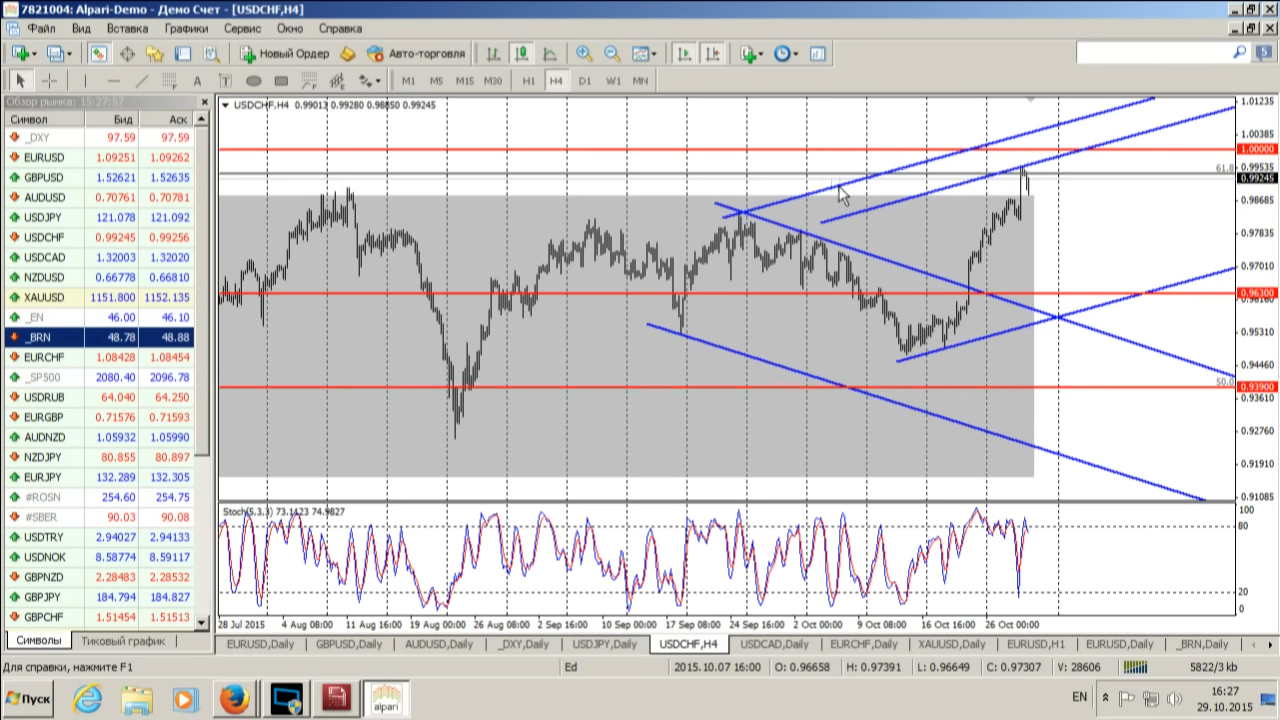 7821004: Alpari-Demo - Демо Счет - [USDCHF,H4]
Файл Вид Вставка Графики Сервис Окно Справка
Новый Ордер Авто-торговля 5
A T M1 M5 M15 M30 H1 H4 D1 W1 MN
Обзор рынка: 15:27:57
Символ Бид Аск
_DXY 97.59 97.59
EURUSD 1.09251 1.09262
GBPUSD 1.52621 1.52635
AUDUSD 0.70761 0.70781
USDJPY 121.078 121.092
USDCHF 0.99245 0.99256
USDCAD 1.32003 1.32020
NZDUSD 0.66778 0.66810
XAUUSD 1151.800 1152.135
_EN 46.00 46.10
_BRN 48.78 48.88
EURCHF 1.08428 1.08454
_SP500 2080.40 2096.78
USDRUB 64.040 64.250
EURGBP 0.71576 0.71593
AUDNZD 1.05932 1.05990
NZDJPY 80.855 80.897
EURJPY 132.289 132.305
#ROSN 254.60 254.75
#SBER 90.03 90.08
USDTRY 2.94027 2.94133
USDNOK 8.58774 8.59117
GBPNZD 2.28483 2.28532
GBPJPY 184.794 184.827
GBPCHF 1.51454 1.51513
Символы Тиковый график
USDCHF,H4 0.99013 0.99280 0.98850 0.99245
1.01235
1.00385
1.00000
61.8
0.99535
0.99245
0.98685
0.97835
0.97010
0.96300
0.96160
0.95310
0.94460
50.0
0.93900
0.93610
0.92760
0.91910
0.91085
Stoch(5,3,3) 73.1123 74.9827
100
80
20
0
28 Jul 2015 4 Aug 08:00 11 Aug 16:00 19 Aug 00:00 26 Aug 08:00 2 Sep 16:00 10 Sep 00:00 17 Sep 08:00 24 Sep 16:00 2 Oct 00:00 9 Oct 08:00 16 Oct 16:00 26 Oct 00:00
EURUSD,Daily GBPUSD,Daily AUDUSD,Daily _DXY,Daily USDJPY,Daily USDCHF,H4 USDCAD,Daily EURCHF,Daily XAUUSD,Daily EURUSD,H1 EURUSD,Daily _BRN,Daily
Для справки, нажмите F1 Ed 2015.10.07 16:00 O: 0.96658 H: 0.97391 L: 0.96649 C: 0.97307 V: 28606 5822/3 kb
Пуск alpari EN 16:27
29.10.2015